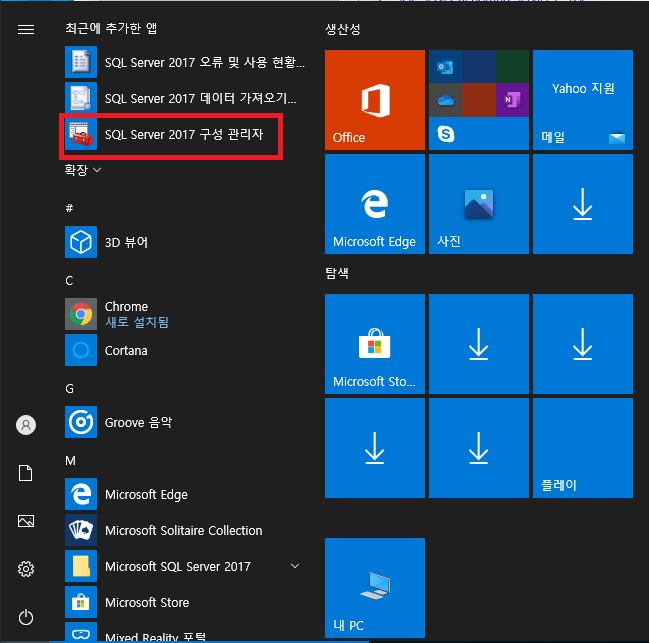 최근에 추가한 앱
SQL Server 2017 오류 및 사용 현황...
SQL Server 2017 데이터 가져오기...
SQL Server 2017 구성 관리자
확장
#
3D 뷰어
C
Chrome
새로 설치됨
Cortana
G
Groove 음악
M
Microsoft Edge
Microsoft Solitaire Collection
Microsoft SQL Server 2017
Microsoft Store
Mixed Reality 포털
생산성
Office
Yahoo 지원
메일
Microsoft Edge
사진
탐색
Microsoft Sto...
플레이
내 PC